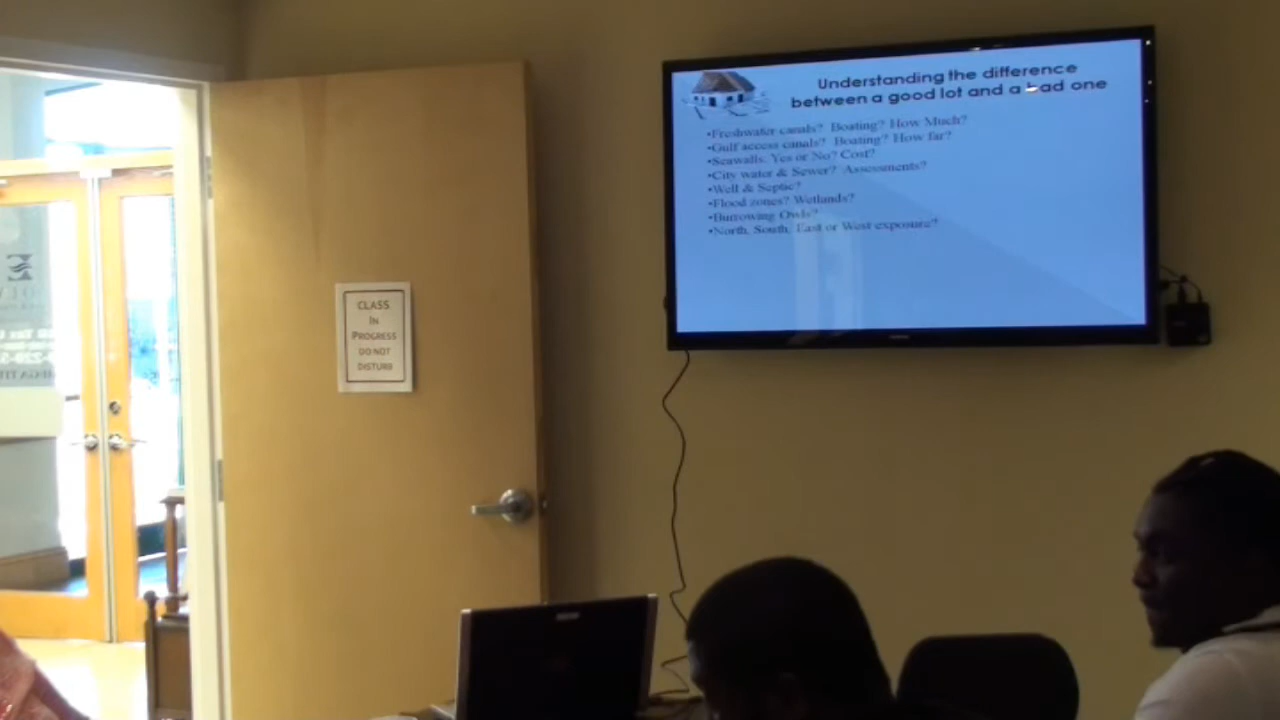 Understanding the difference
between a good lot and a bad one
•Freshwater canals? Boating? How Much?
•Gulf access canals? Boating? How far?
•Seawalls: Yes or No? Cost?
•City water & Sewer? Assessments?
•Well & Septic?
•Flood zones? Wetlands?
•Burrowing Owls?
•North, South, East or West exposure?
CLASS
IN
PROGRESS
DO NOT
DISTURB